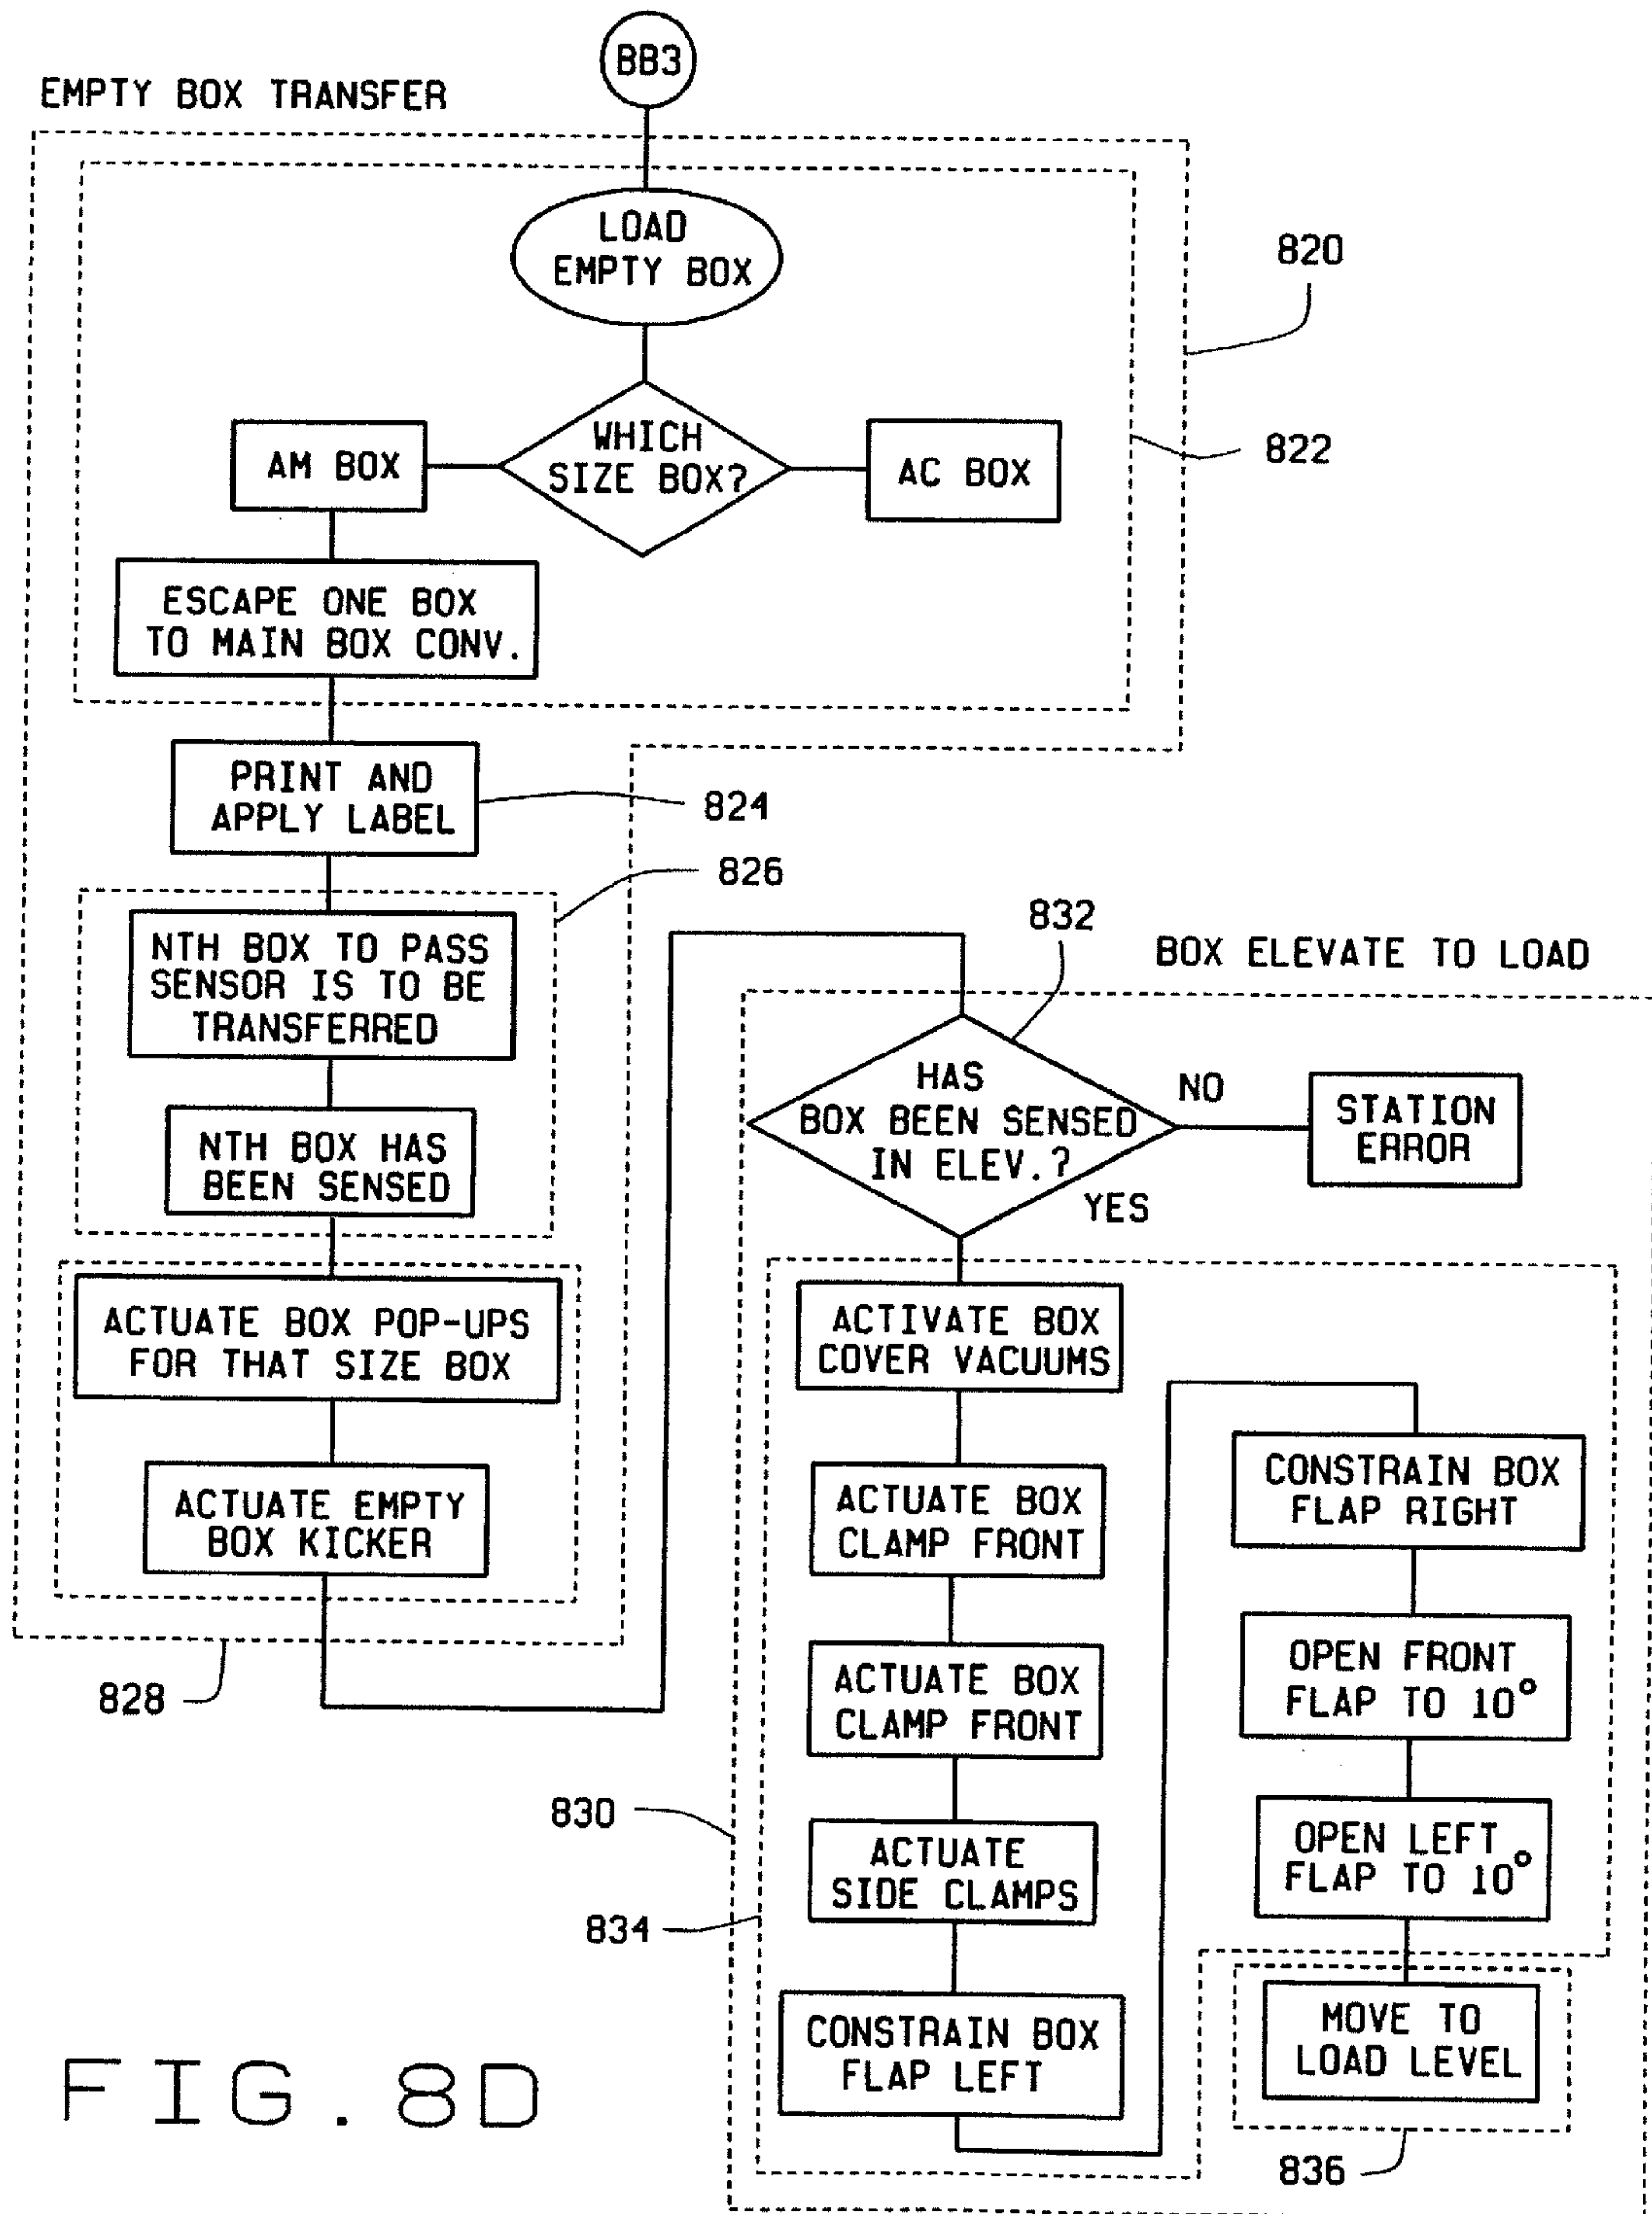 BB3
EMPTY BOX TRANSFER
LOAD
EMPTY BOX
820
WHICH
SIZE BOX?
AM BOX
AC BOX
822
ESCAPE ONE BOX
TO MAIN BOX CONV.
PRINT AND
APPLY LABEL
824
826
NTH BOX TO PASS
SENSOR IS TO BE
TRANSFERRED
NTH BOX HAS
BEEN SENSED
ACTUATE BOX POP-UPS
FOR THAT SIZE BOX
ACTUATE EMPTY
BOX KICKER
828
832
BOX ELEVATE TO LOAD
HAS
BOX BEEN SENSED
IN ELEV.?
NO
STATION
ERROR
YES
ACTIVATE BOX
COVER VACUUMS
ACTUATE BOX
CLAMP FRONT
ACTUATE BOX
CLAMP FRONT
830
ACTUATE
SIDE CLAMPS
834
CONSTRAIN BOX
FLAP LEFT
CONSTRAIN BOX
FLAP RIGHT
OPEN FRONT
FLAP TO 10°
OPEN LEFT
FLAP TO 10°
MOVE TO
LOAD LEVEL
836
FIG. 8D